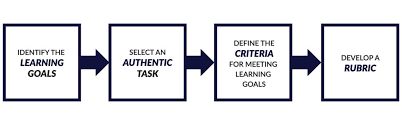 IDENTIFY THE
LEARNING
GOALS
SELECT AN
AUTHENTIC
TASK
DEFINE THE
CRITERIA
FOR MEETING
LEARNING
GOALS
DEVELOP A
RUBRIC